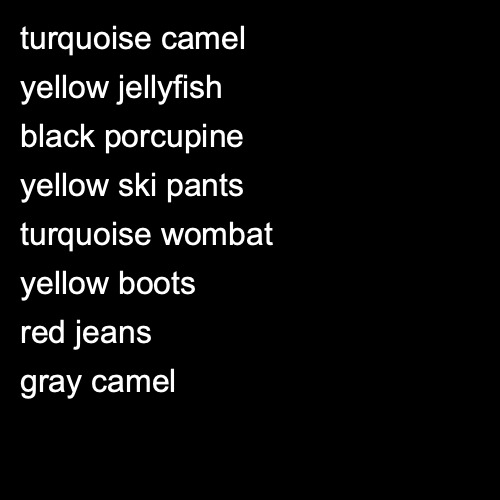 turquoise camel
yellow jellyfish
black porcupine
yellow ski pants
turquoise wombat
yellow boots
red jeans
gray camel